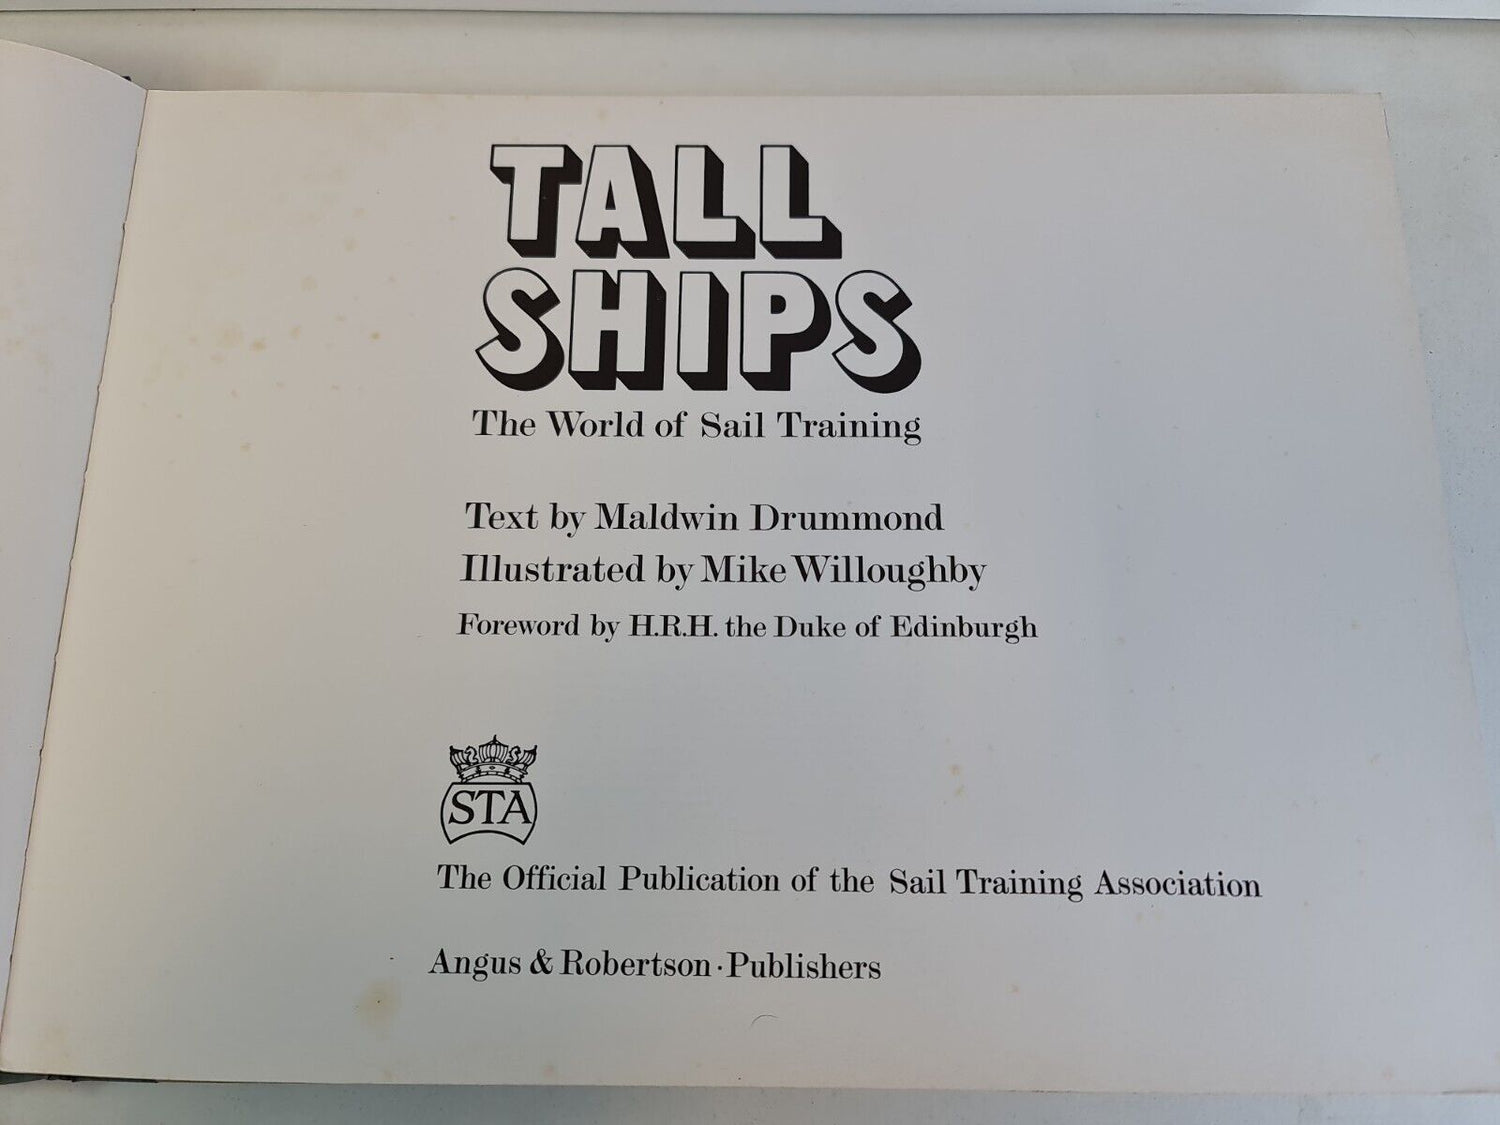 TALL
SHIPS
The World of Sail Training
Text by Maldwin Drummond
Illustrated by Mike Willoughby
Foreword by H.R.H. the Duke of Edinburgh
STA
The Official Publication of the Sail Training Association
Angus & Robertson · Publishers